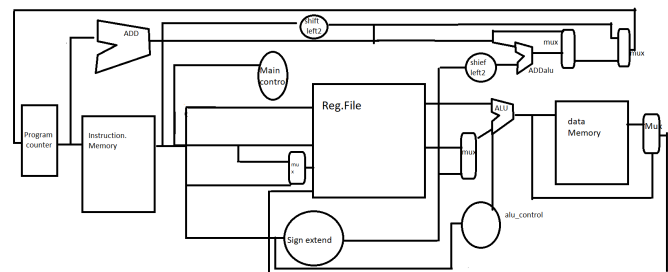 shift
left2
ADD
mux
mux
shief
left2
ADDalu
Main
control
Reg.File
ALU
data
Memory
Program
counter
Instruction.
Memory
Mux
mux
mu
x
alu_control
Sign extend